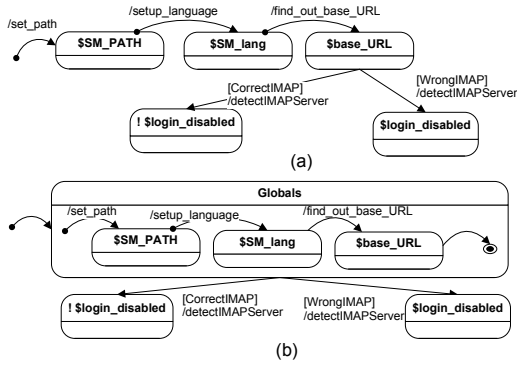 /setup_language
/find_out_base_URL
/set_path
$SM_PATH
$SM_lang
$base_URL
[CorrectIMAP]
/detectIMAPServer
[WrongIMAP]
/detectIMAPServer
! $login_disabled
$login_disabled
(a)
Globals
/set_path
/setup_language
/find_out_base_URL
$SM_PATH
$SM_lang
$base_URL
! $login_disabled
[CorrectIMAP]
/detectIMAPServer
[WrongIMAP]
/detectIMAPServer
$login_disabled
(b)